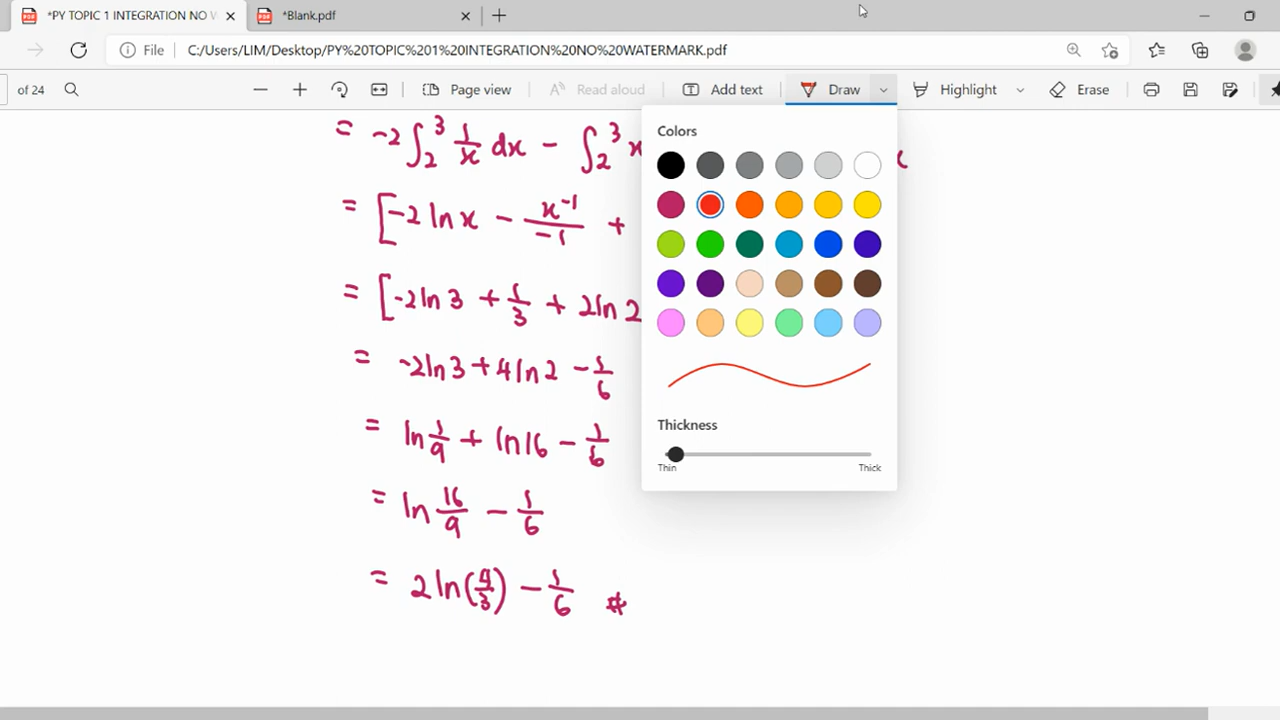 *PY TOPIC 1 INTEGRATION NO W
*Blank.pdf
File C:/Users/LIM/Desktop/PY%20TOPIC%201%20INTEGRATION%20NO%20WATERMARK.pdf
of 24 Page view Read aloud Add text Draw Highlight Erase
Colors
= -2∫₂³ 1/x dx - ∫₂³ x x
= [-2 ln x - x⁻¹/-1 +
= [-2ln 3 + 1/3 + 2ln 2
= -2ln3 + 4ln2 - 1/6
Thickness
= ln 1/9 + ln16 - 1/6
Thin Thick
= ln 16/9 - 1/6
= 2ln(4/3) - 1/6 #